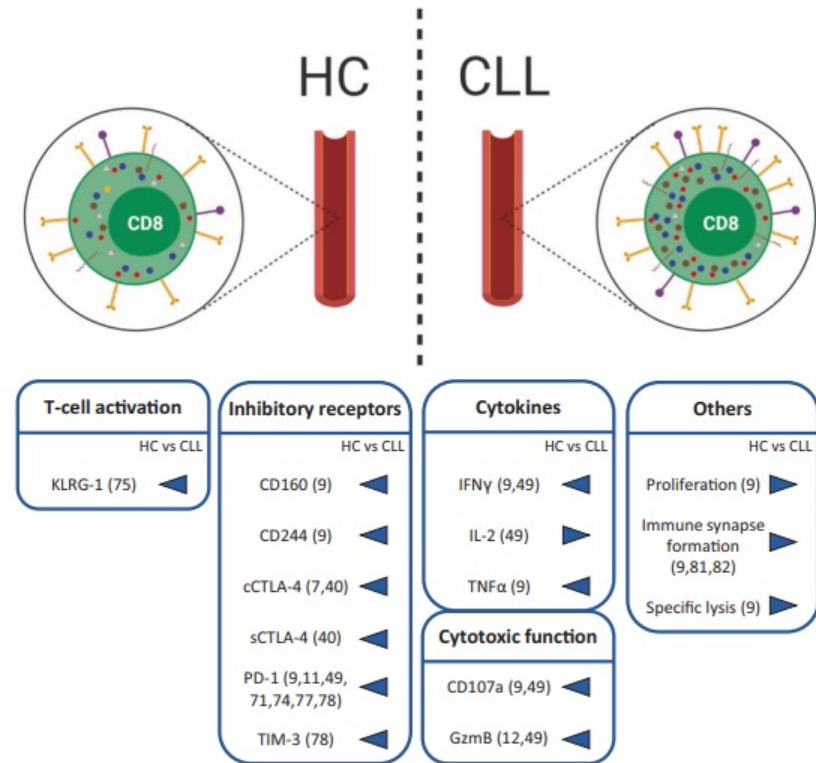 HC
CLL
CD8
CD8
T-cell activation
HC vs CLL
KLRG-1 (75)
Inhibitory receptors
HC vs CLL
CD160 (9)
CD244 (9)
cCTLA-4 (7,40)
sCTLA-4 (40)
PD-1 (9,11,49,
71,74,77,78)
TIM-3 (78)
Cytokines
HC vs CLL
IFNγ (9,49)
IL-2 (49)
TNFα (9)
Cytotoxic function
CD107a (9,49)
GzmB (12,49)
Others
HC vs CLL
Proliferation (9)
Immune synapse
formation
(9,81,82)
Specific lysis (9)